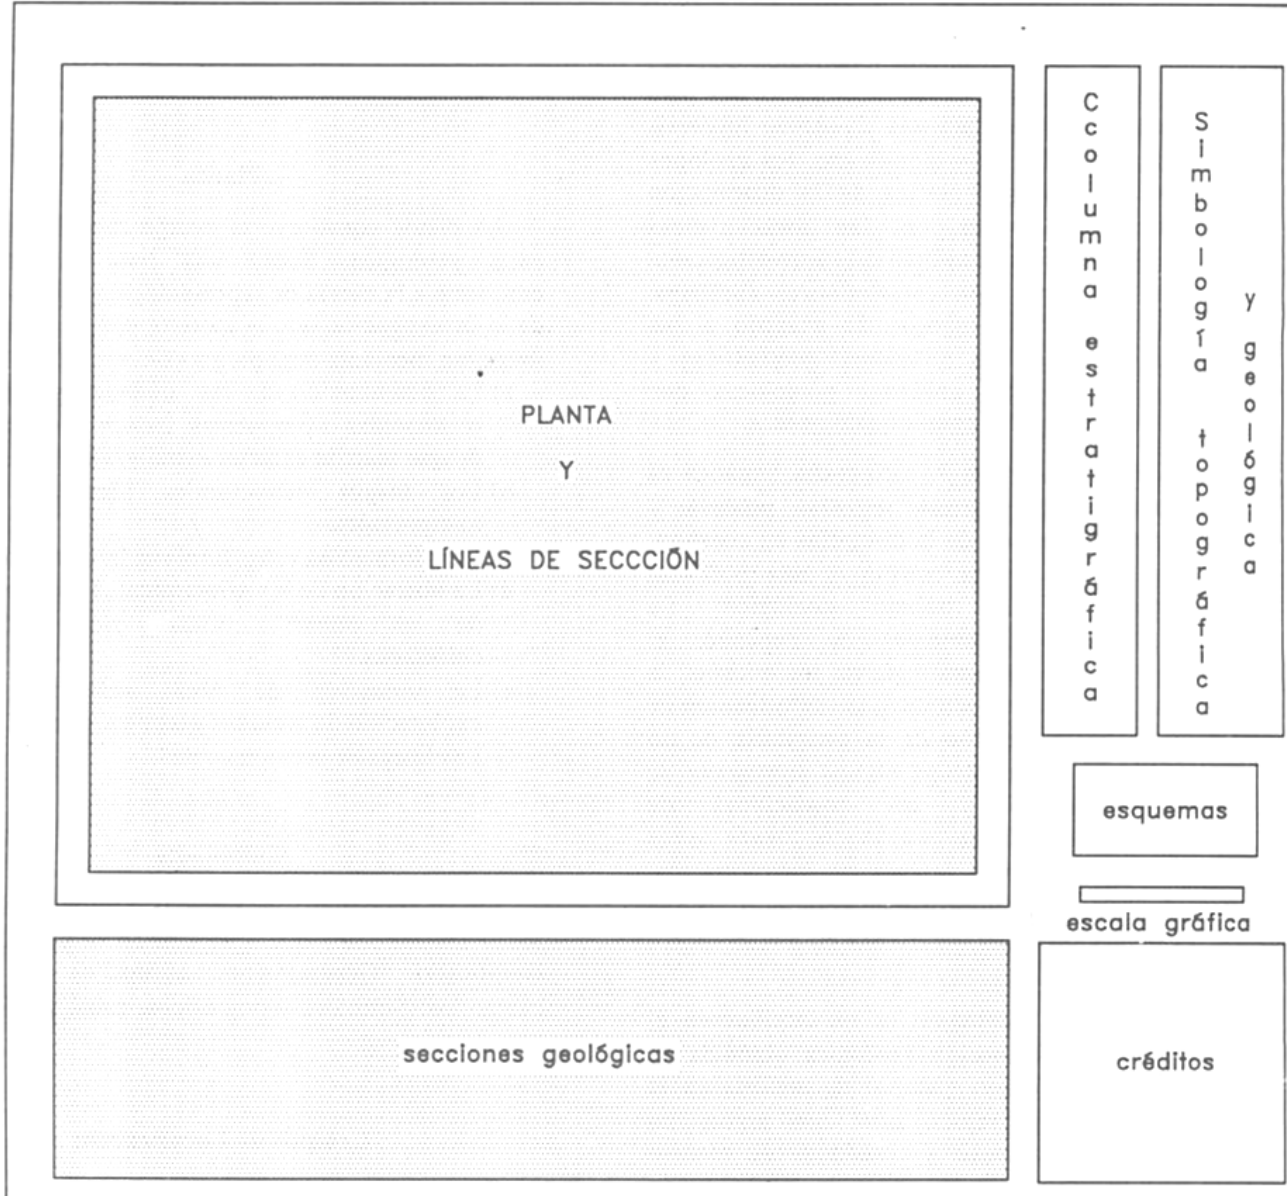 PLANTA
Y
LÍNEAS DE SECCCIÓN
Ccolumna estratigráfica
Simbología topográfica
y geológica
esquemas
escala gráfica
secciones geológicas
créditos